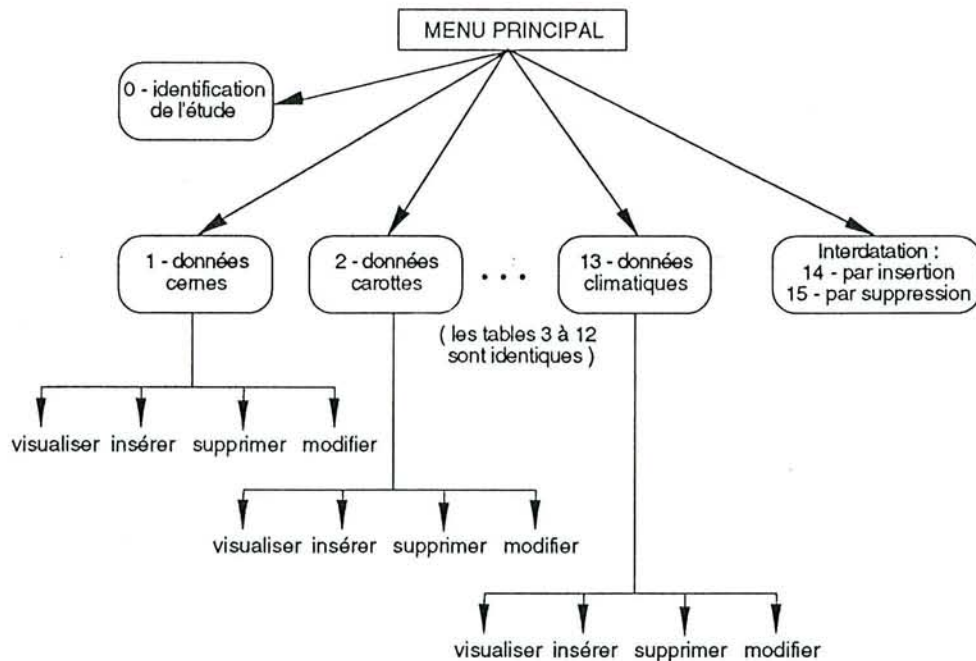 MENU PRINCIPAL
0 - identification
de l'étude
1 - données
cernes
2 - données
carottes
• • •
13 - données
climatiques
Interdatation :
14 - par insertion
15 - par suppression
( les tables 3 à 12
sont identiques )
visualiser insérer supprimer modifier
visualiser insérer supprimer modifier
visualiser insérer supprimer modifier